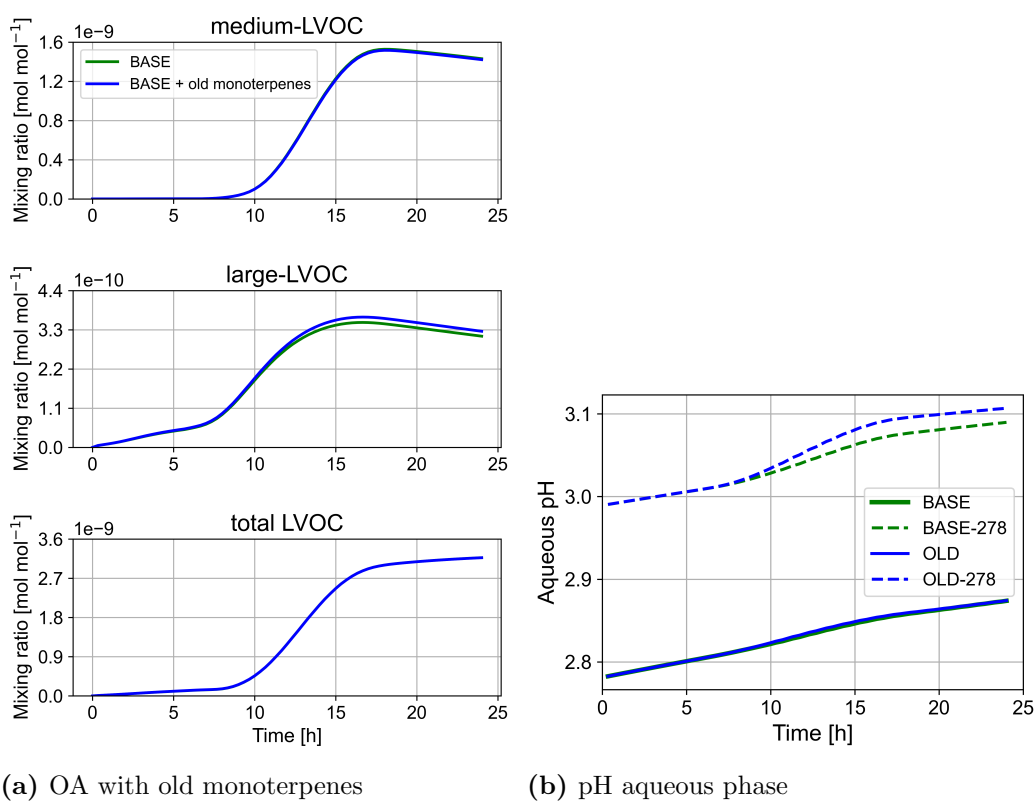 1e−9
medium-LVOC
Mixing ratio [mol mol⁻¹]
1.6
1.2
0.8
0.4
0.0
BASE
BASE + old monoterpenes
0 5 10 15 20 25
1e−10
large-LVOC
Mixing ratio [mol mol⁻¹]
4.4
3.3
2.2
1.1
0.0
0 5 10 15 20 25
1e−9
total LVOC
Mixing ratio [mol mol⁻¹]
3.6
2.7
1.8
0.9
0.0
0 5 10 15 20 25
Time [h]
(a) OA with old monoterpenes
Aqueous pH
3.1
3.0
2.9
2.8
BASE
BASE-278
OLD
OLD-278
0 5 10 15 20 25
Time [h]
(b) pH aqueous phase